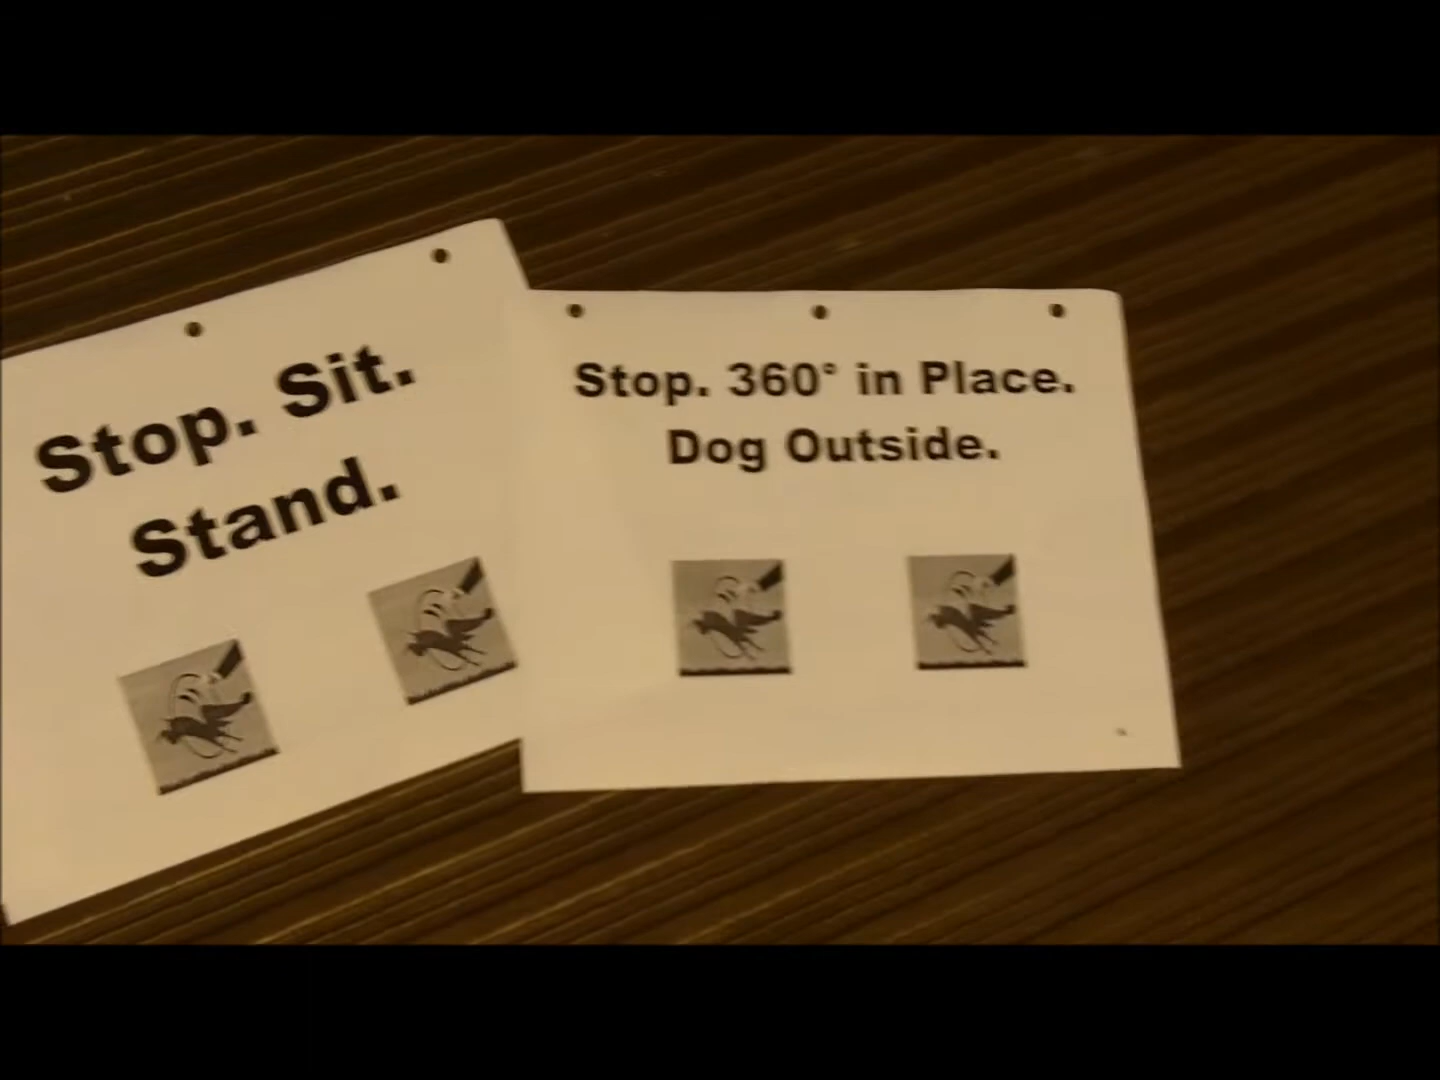 Stop. Sit.
Stand.
Stop. 360° in Place.
Dog Outside.